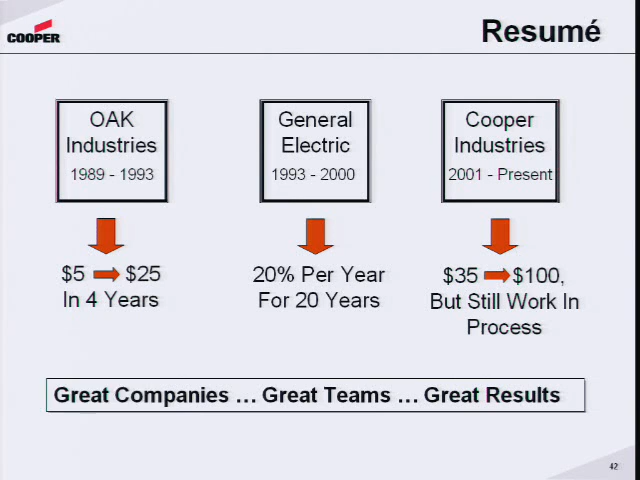 COOPER
Resumé
OAK
Industries
1989 - 1993
General
Electric
1993 - 2000
Cooper
Industries
2001 - Present
$5 $25
In 4 Years
20% Per Year
For 20 Years
$35 $100,
But Still Work In
Process
Great Companies … Great Teams … Great Results
42